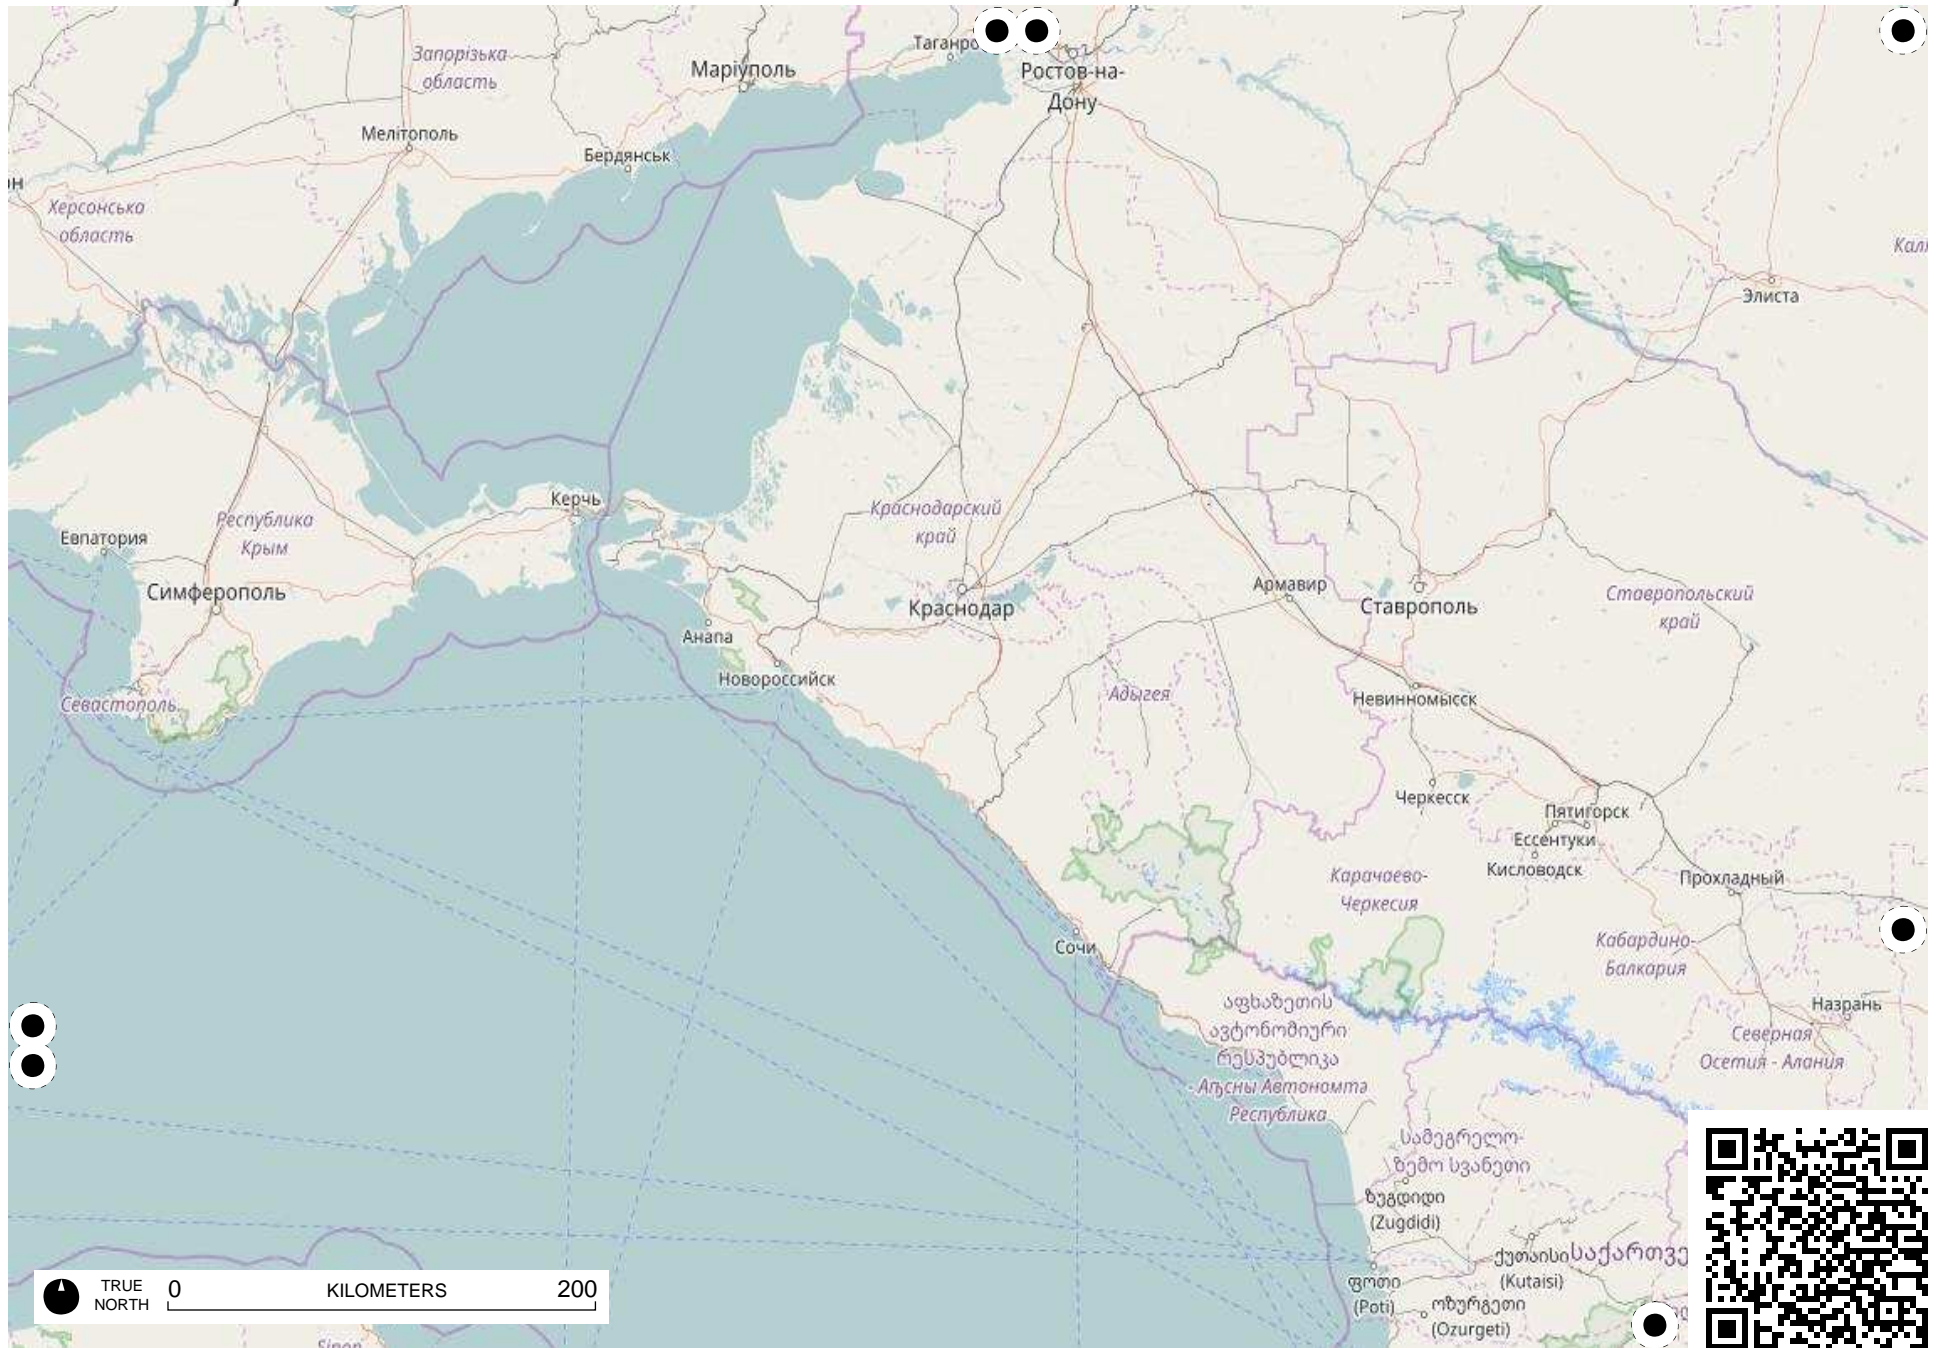 Запорізька
область
Маріуполь
Ростов-на-
Дону
Мелітополь
Бердянськ
Херсонська
область
Элиста
Керчь
Краснодарский
край
Республика
Крым
Евпатория
Симферополь
Краснодар
Армавир
Ставрополь
Ставропольский
край
Анапа
Новороссийск
Севастополь
Адыгея
Невинномысск
Черкесск
Пятигорск
Ессентуки
Кисловодск
Прохладный
Карачаево-
Черкесия
Сочи
Кабардино-
Балкария
Назрань
Северная
Осетия - Алания
აფხაზეთის
ავტონომიური
რესპუბლიკა
- Аҧсны Автономтә
Республика
სამეგრელო-
ზემო სვანეთი
ზუგდიდი
(Zugdidi)
ქუთაისი
(Kutaisi)
ფოთი
(Poti)
ოზურგეთი
(Ozurgeti)
TRUE
NORTH
0 KILOMETERS 200